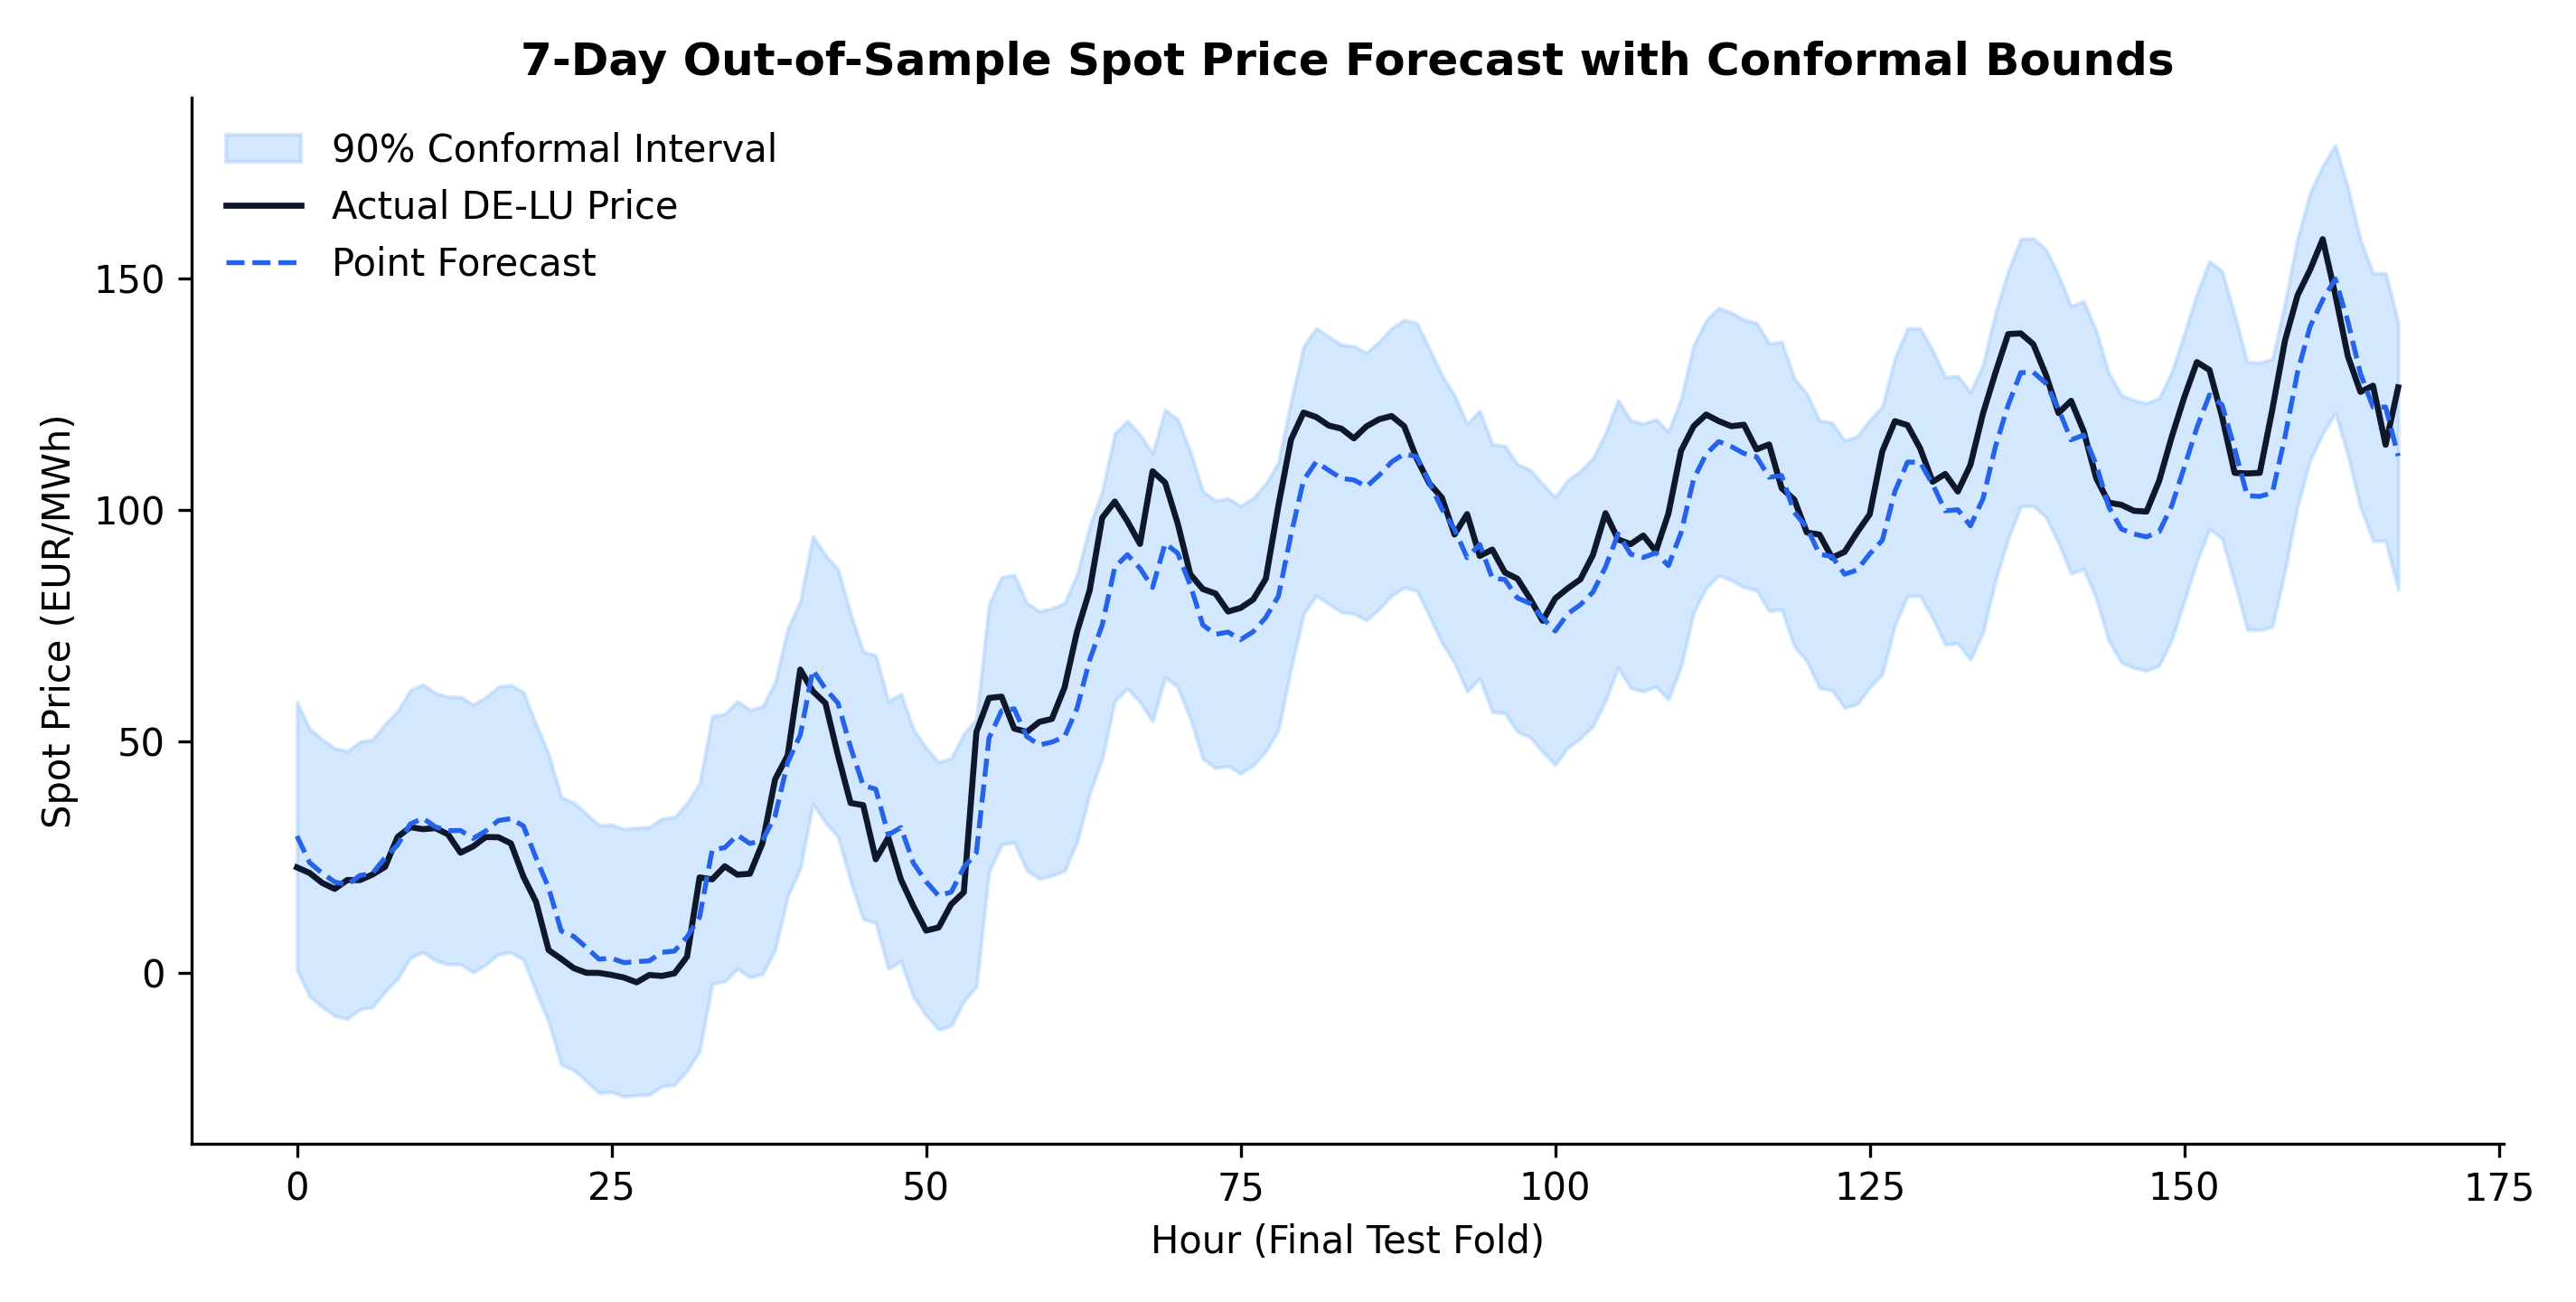 7-Day Out-of-Sample Spot Price Forecast with Conformal Bounds
90% Conformal Interval
Actual DE-LU Price
Point Forecast
Spot Price (EUR/MWh)
150
100
50
0
0 25 50 75 100 125 150 175
Hour (Final Test Fold)